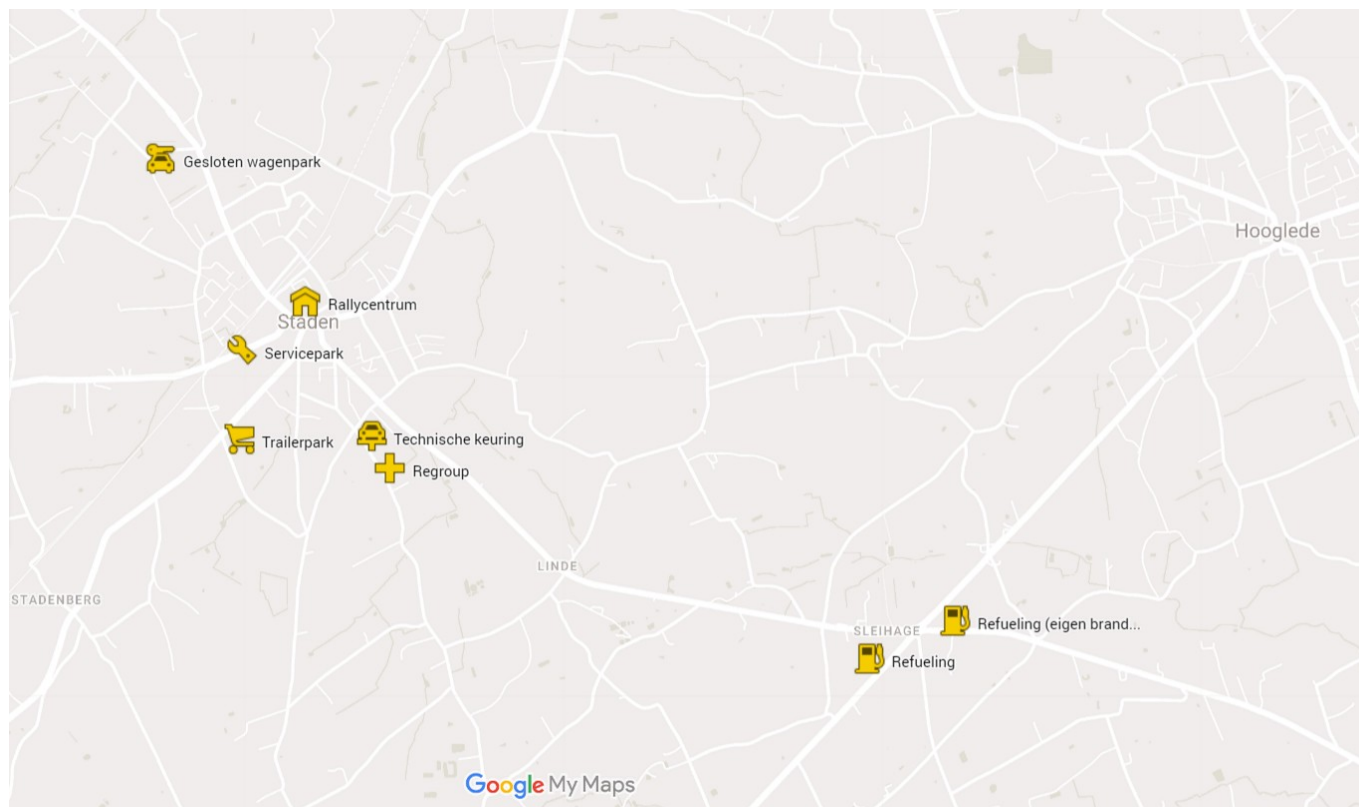 Gesloten wagenpark
Hooglede
Rallycentrum
Staden
Servicepark
Trailerpark
Technische keuring
Regroup
LINDE
STADENBERG
Refueling (eigen brand...
SLEIHAGE
Refueling
Google My Maps